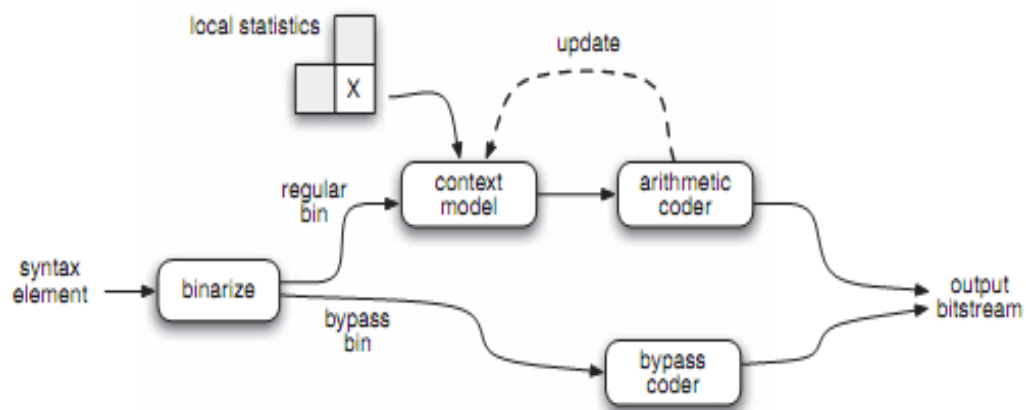 local statistics
X
update
regular
bin
context
model
arithmetic
coder
syntax
element
binarize
bypass
bin
output
bitstream
bypass
coder